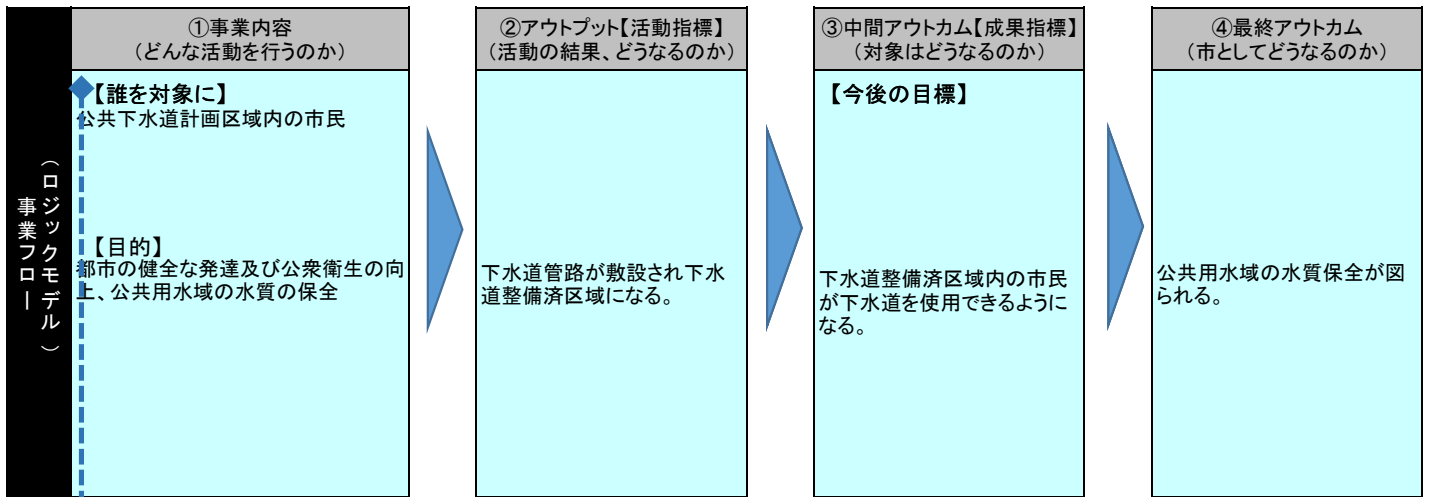 事業フロー
（ロジックモデル）
①事業内容
（どんな活動を行うのか）
【誰を対象に】
公共下水道計画区域内の市民
【目的】
都市の健全な発達及び公衆衛生の向
上、公共用水域の水質の保全
②アウトプット【活動指標】
（活動の結果、どうなるのか）
下水道管路が敷設され下水
道整備済区域になる。
③中間アウトカム【成果指標】
（対象はどうなるのか）
【今後の目標】
下水道整備済区域内の市民
が下水道を使用できるように
なる。
④最終アウトカム
（市としてどうなるのか）
公共用水域の水質保全が図
られる。